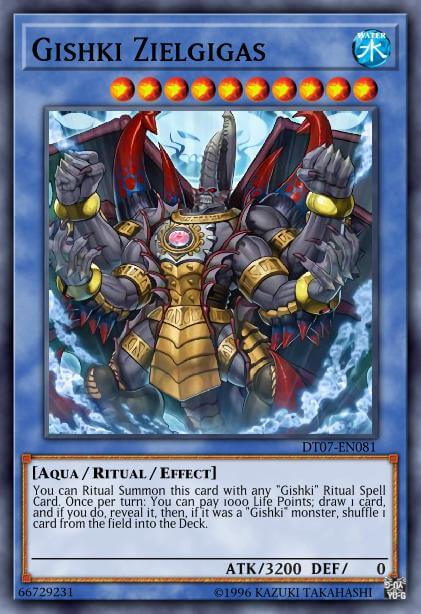 GISHKI ZIELGIGAS
WATER
水
DT07-EN081
[AQUA / RITUAL / EFFECT]
You can Ritual Summon this card with any "Gishki" Ritual Spell
Card. Once per turn: You can pay 1000 Life Points; draw 1 card,
and if you do, reveal it, then, if it was a "Gishki" monster, shuffle 1
card from the field into the Deck.
ATK/3200 DEF/ 0
66729231
©1996 KAZUKI TAKAHASHI